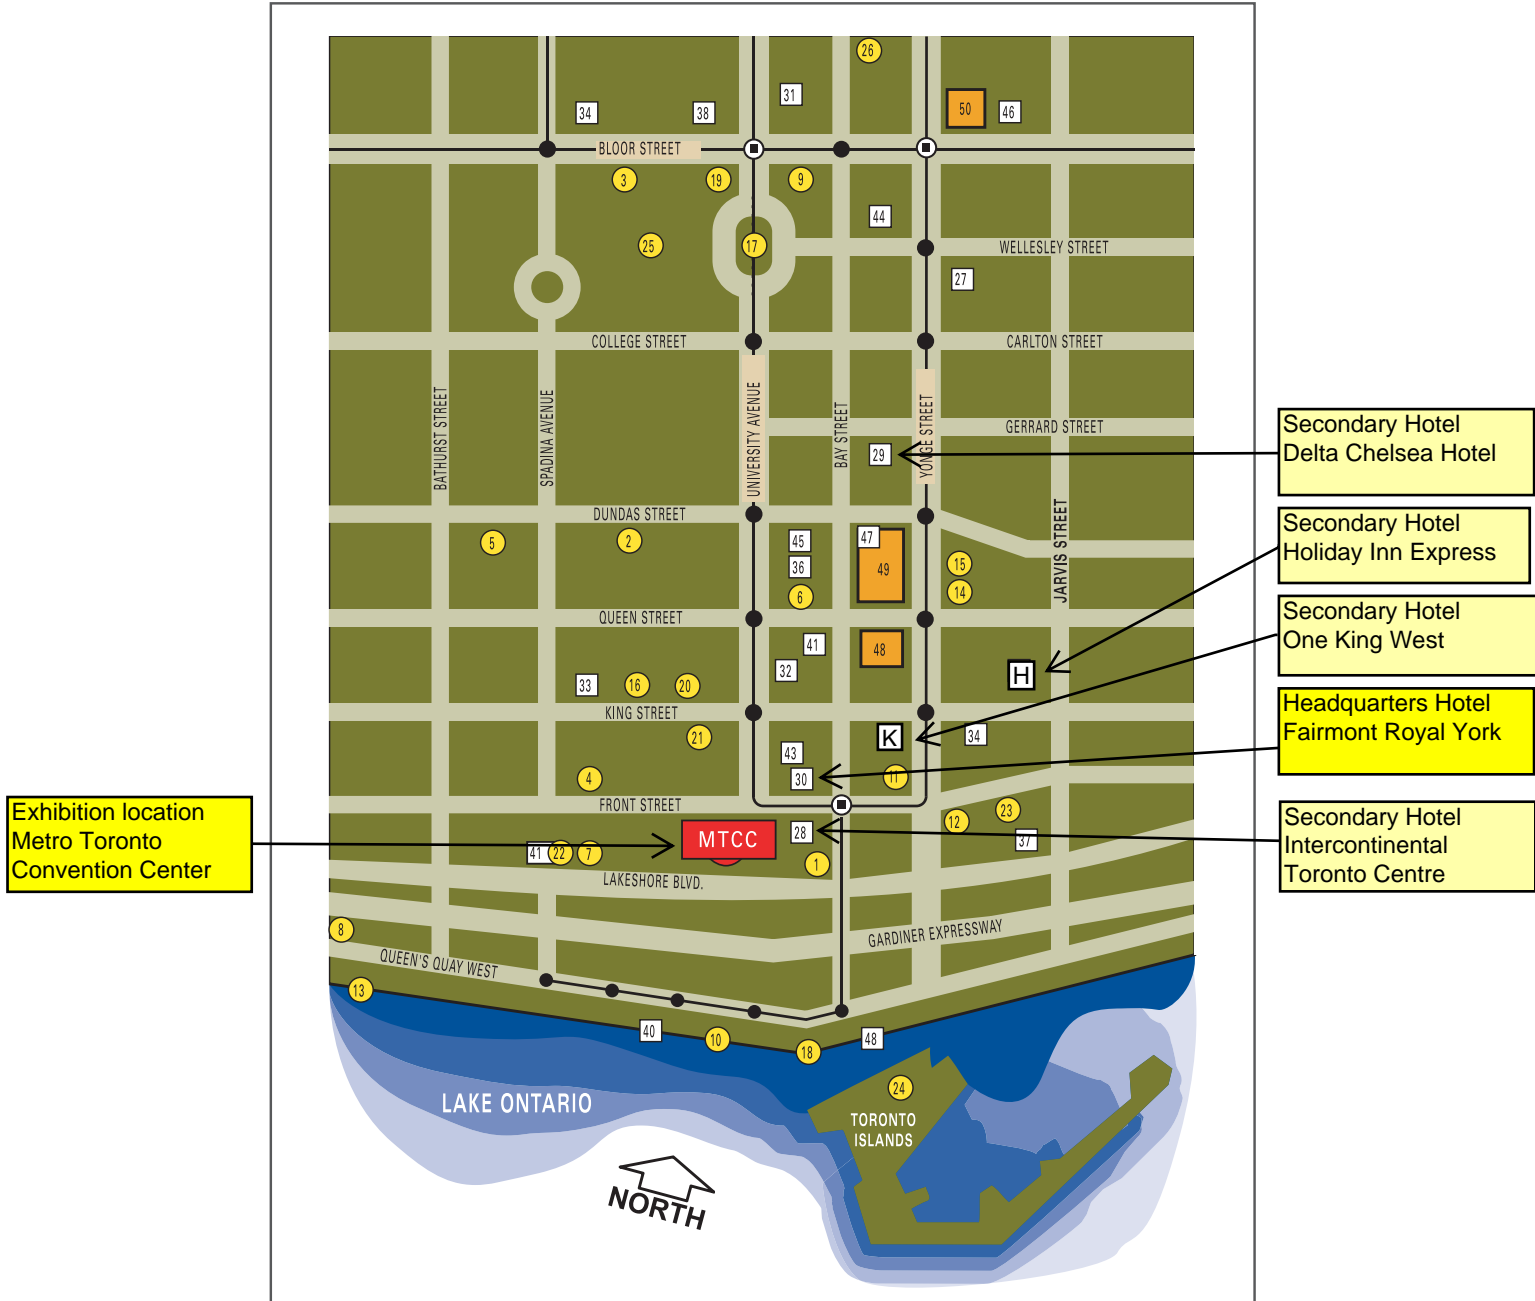 26
31
34
38
50
46
BLOOR STREET
3
19
9
44
25
17
WELLESLEY STREET
27
COLLEGE STREET
CARLTON STREET
BATHURST STREET
SPADINA AVENUE
UNIVERSITY AVENUE
BAY STREET
YONGE STREET
GERRARD STREET
29
Secondary Hotel
Delta Chelsea Hotel
DUNDAS STREET
JARVIS STREET
5
2
45
47
36
49
15
6
14
Secondary Hotel
Holiday Inn Express
QUEEN STREET
41
48
32
H
Secondary Hotel
One King West
33
16
20
KING STREET
21
K
34
43
Headquarters Hotel
Fairmont Royal York
4
30
11
FRONT STREET
23
12
Exhibition location
Metro Toronto
Convention Center
MTCC
28
37
Secondary Hotel
Intercontinental
Toronto Centre
41
22
7
1
LAKESHORE BLVD.
8
GARDINER EXPRESSWAY
QUEEN'S QUAY WEST
13
40
10
18
48
24
LAKE ONTARIO
TORONTO
ISLANDS
NORTH